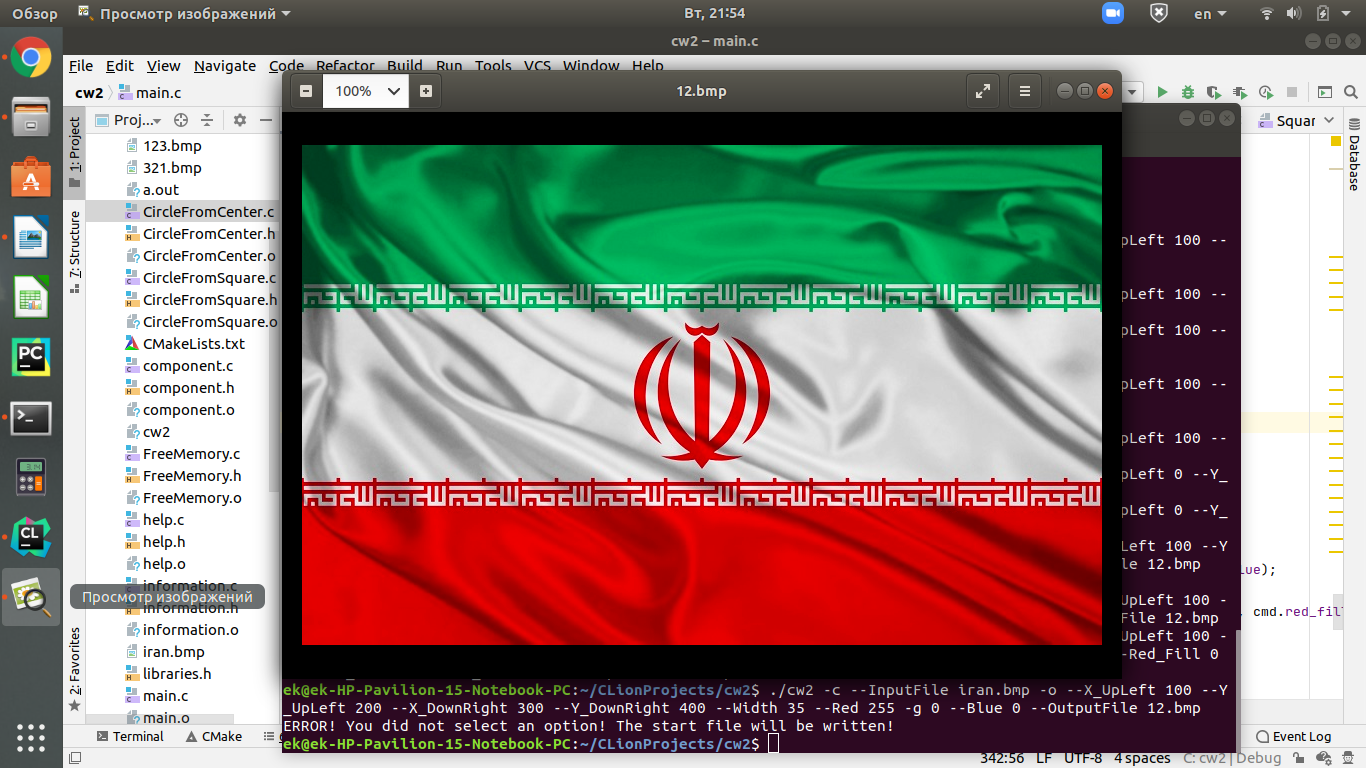 Обзор Просмотр изображений Вт, 21:54 en
cw2 – main.c
File Edit View Navigate Code Refactor Build Run Tools VCS Window Help
cw2 main.c
100% 12.bmp
Proj... Squar
1: Project
7: Structure
2: Favorites
Database
123.bmp
321.bmp
a.out
CircleFromCenter.c
CircleFromCenter.h
CircleFromCenter.o
CircleFromSquare.c
CircleFromSquare.h
CircleFromSquare.o
CMakeLists.txt
component.c
component.h
component.o
cw2
FreeMemory.c
FreeMemory.h
FreeMemory.o
help.c
help.h
help.o
information.c
Просмотр изображений
information.h
information.o
iran.bmp
libraries.h
main.c
main.o
pLeft 100 --
pLeft 100 --
pLeft 100 --
pLeft 100 --
pLeft 100 --
pLeft 0 --Y_
pLeft 0 --Y_
Left 100 --Y
le 12.bmp
UpLeft 100 -
File 12.bmp
UpLeft 100 -
-Red_Fill 0
lue);
cmd.red_fil
ek@ek-HP-Pavilion-15-Notebook-PC:~/CLionProjects/cw2$ ./cw2 -c --InputFile iran.bmp -o --X_UpLeft 100 --Y
_UpLeft 200 --X_DownRight 300 --Y_DownRight 400 --Width 35 --Red 255 -g 0 --Blue 0 --OutputFile 12.bmp
ERROR! You did not select an option! The start file will be written!
ek@ek-HP-Pavilion-15-Notebook-PC:~/CLionProjects/cw2$
Terminal CMake Event Log
342:56 LF UTF-8 4 spaces C: cw2 | Debug